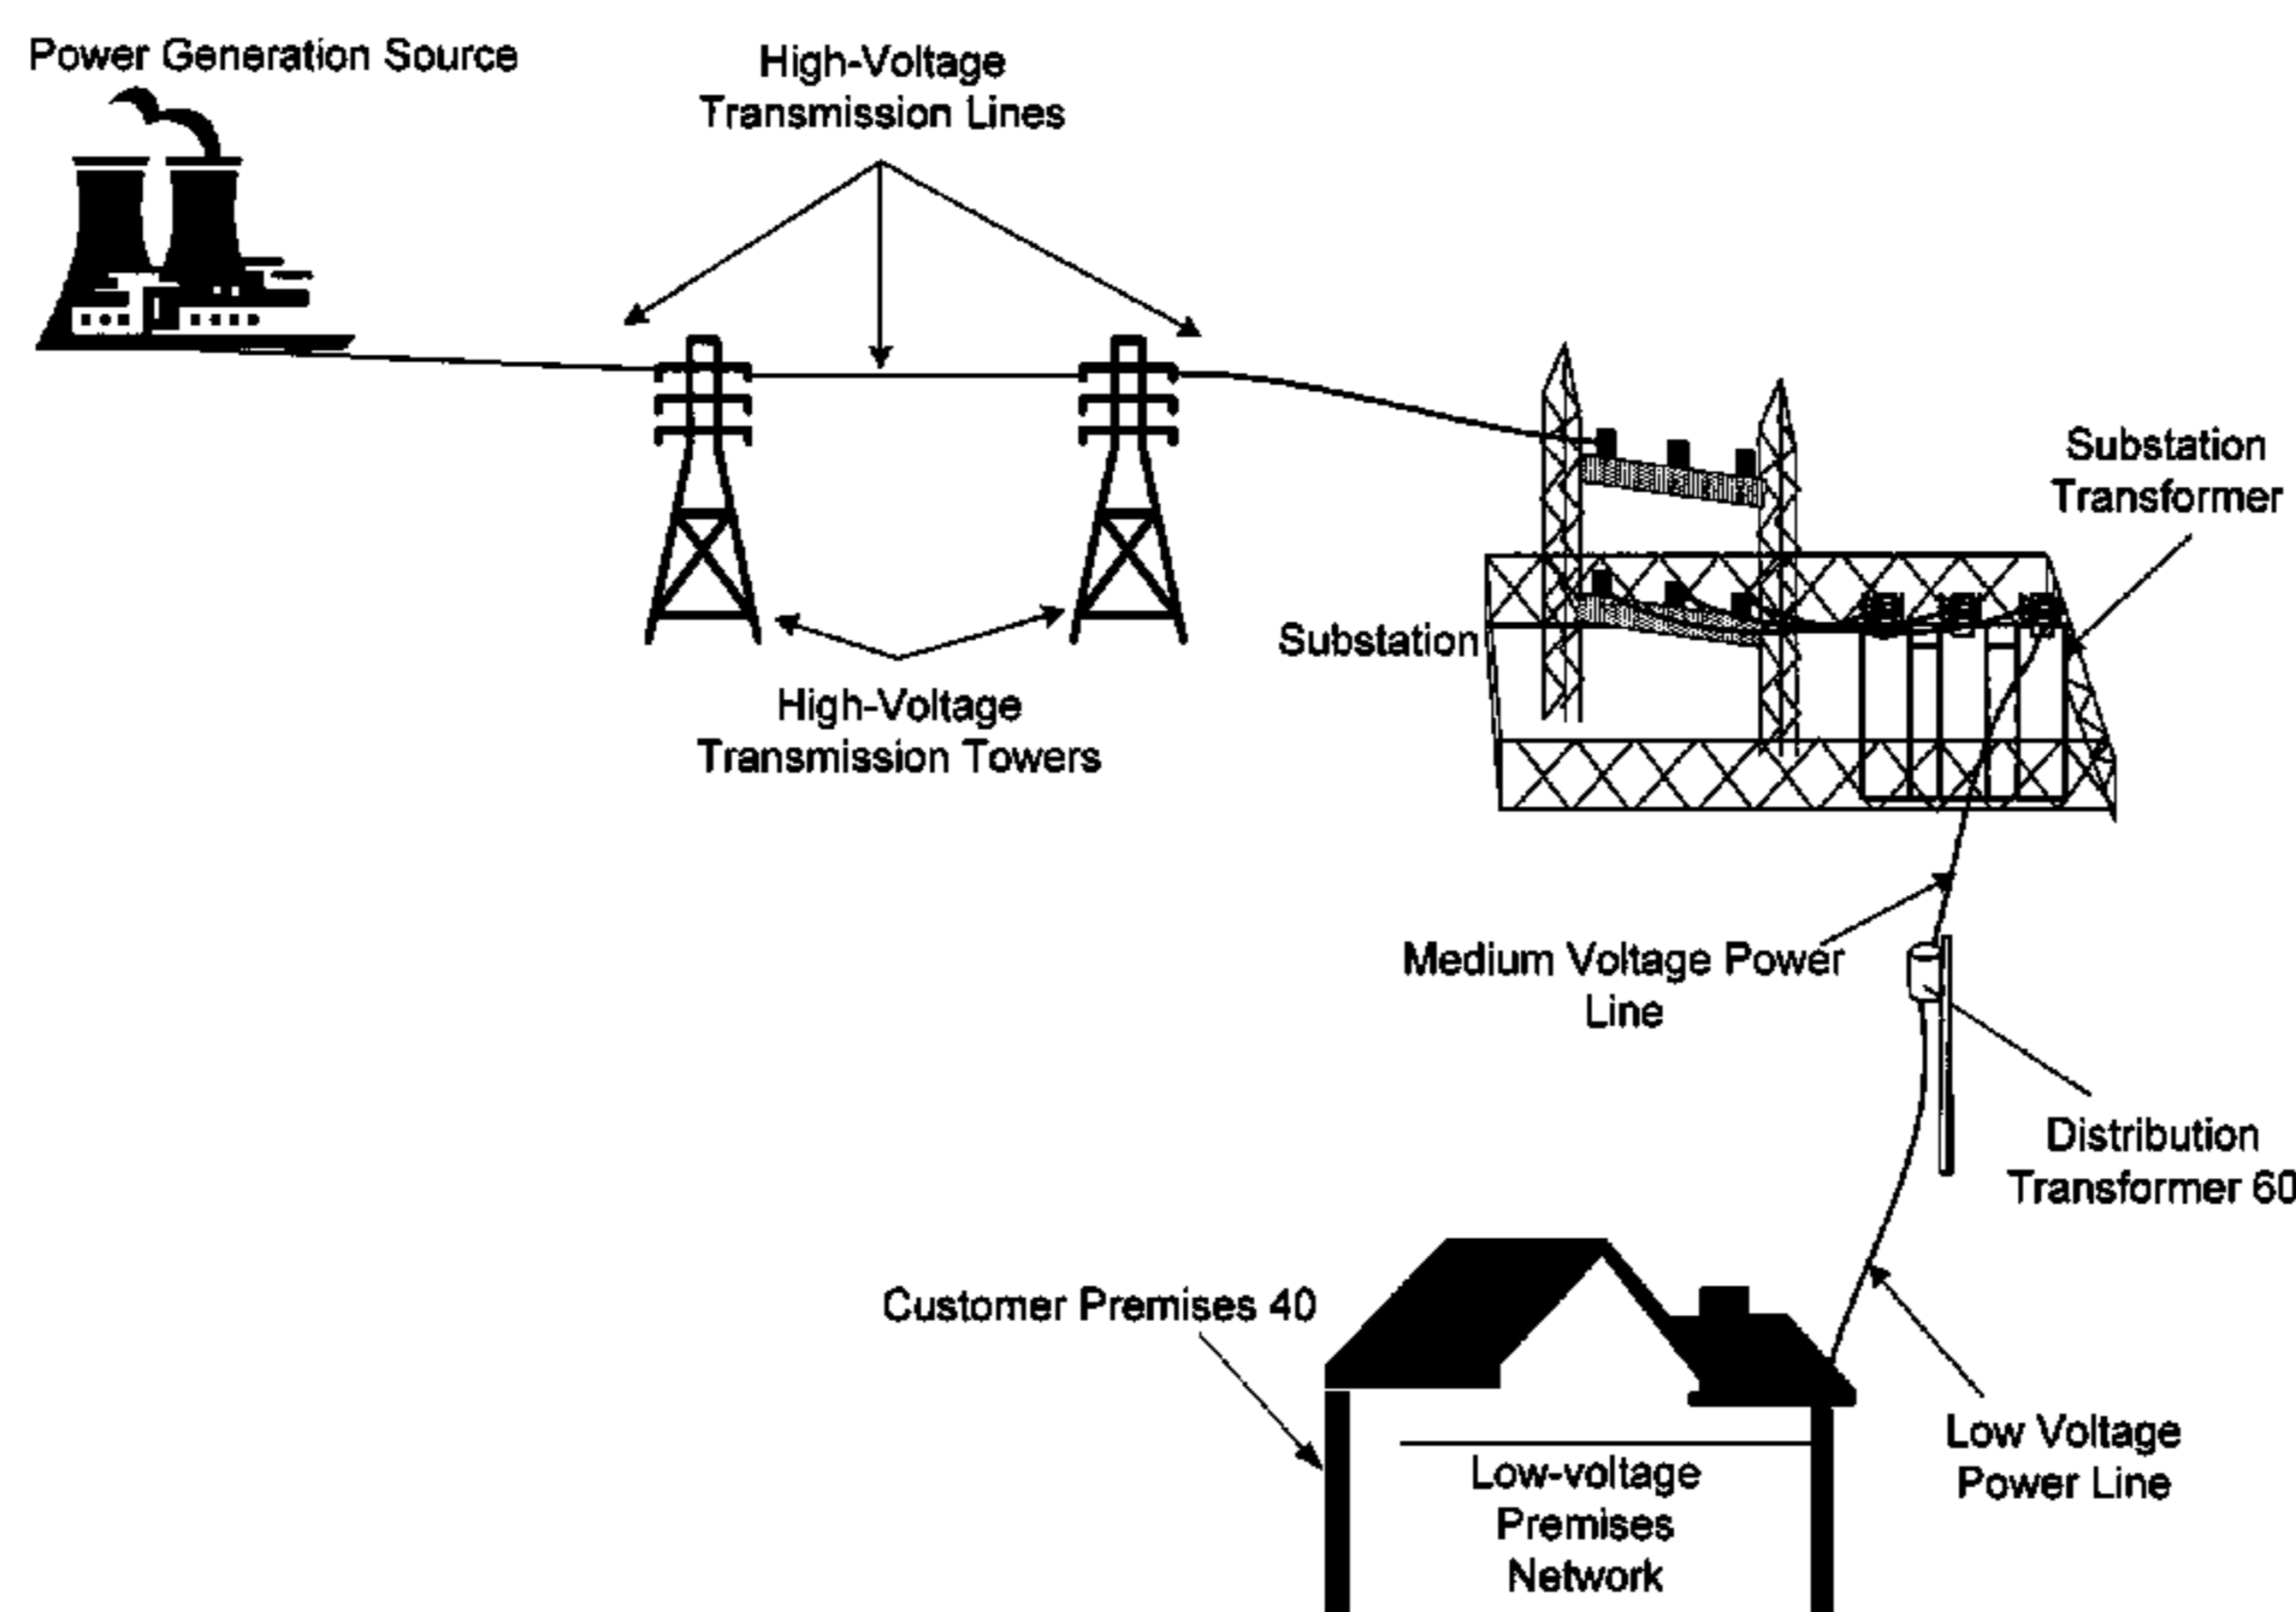 Power Generation Source
High-Voltage
Transmission Lines
Substation
Transformer
Substation
High-Voltage
Transmission Towers
Medium Voltage Power
Line
Distribution
Transformer 60
Customer Premises 40
Low Voltage
Power Line
Low-voltage
Premises
Network